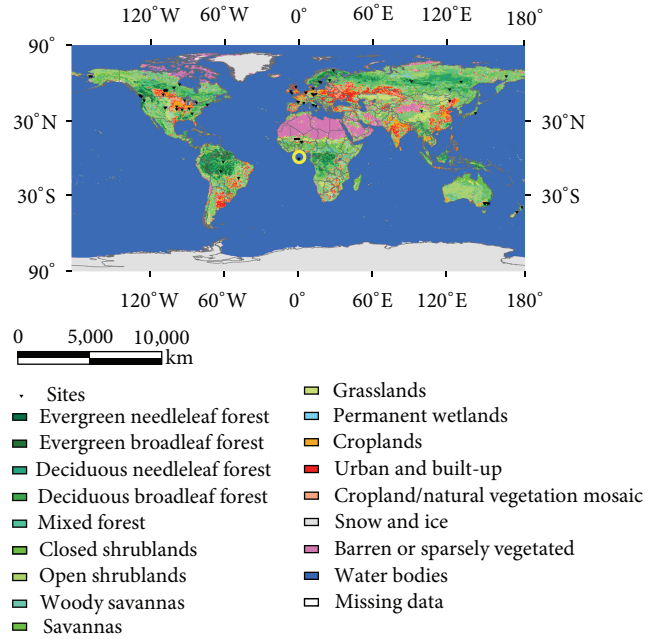 120°W 60°W 0° 60°E 120°E 180°
90°
30°N 30°N
30°S 30°S
90°
120°W 60°W 0° 60°E 120°E 180°
0 5,000 10,000
km
Sites
Evergreen needleleaf forest
Evergreen broadleaf forest
Deciduous needleleaf forest
Deciduous broadleaf forest
Mixed forest
Closed shrublands
Open shrublands
Woody savannas
Savannas
Grasslands
Permanent wetlands
Croplands
Urban and built-up
Cropland/natural vegetation mosaic
Snow and ice
Barren or sparsely vegetated
Water bodies
Missing data